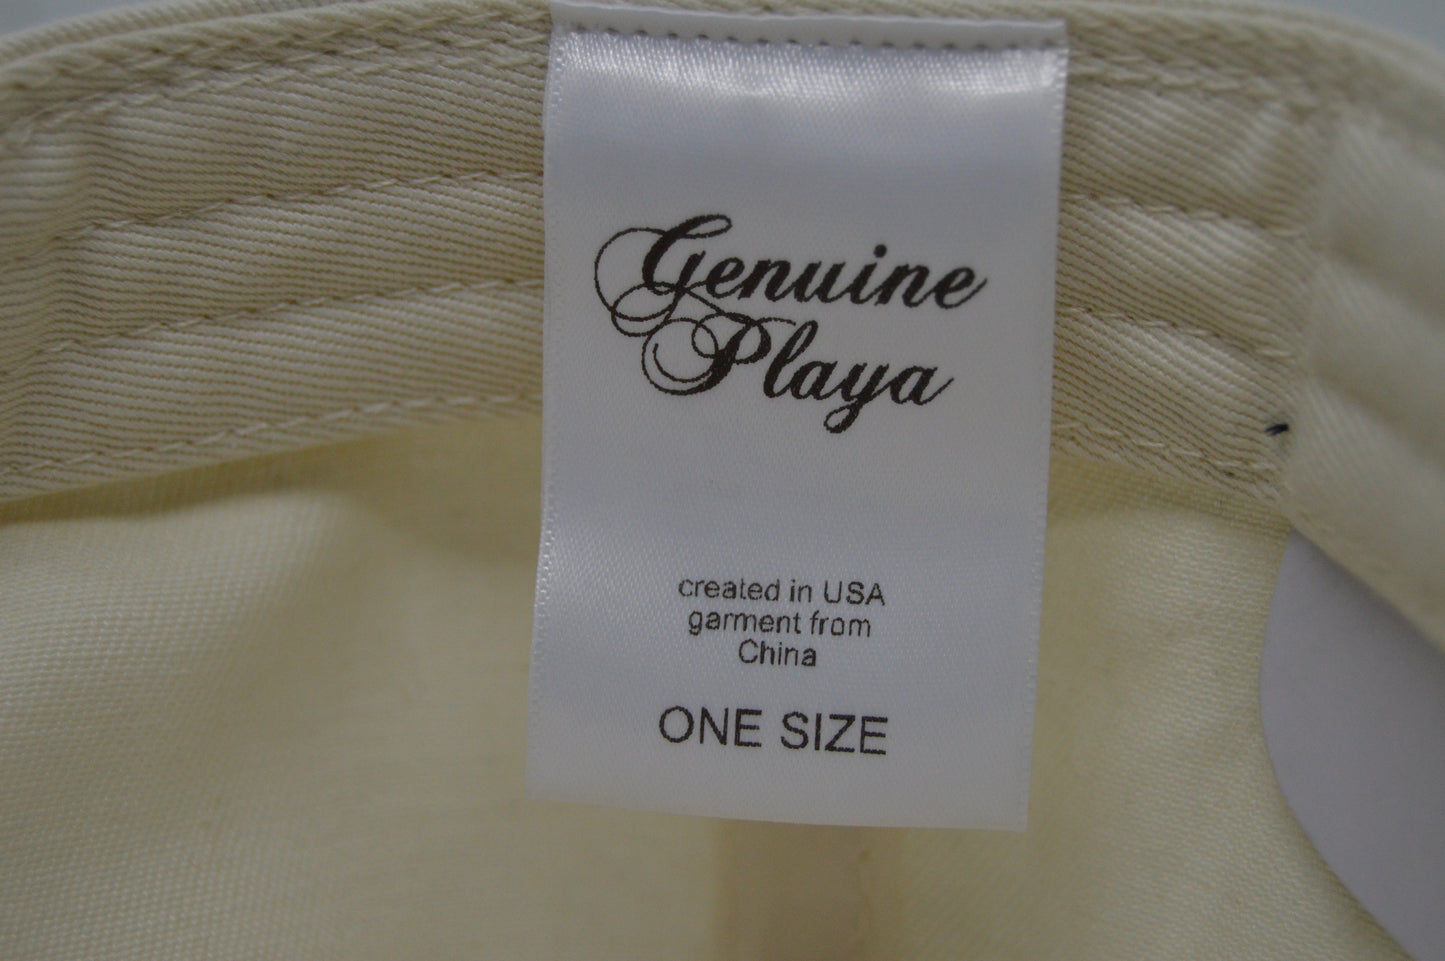 Genuine
Playa
created in USA
garment from
China
ONE SIZE